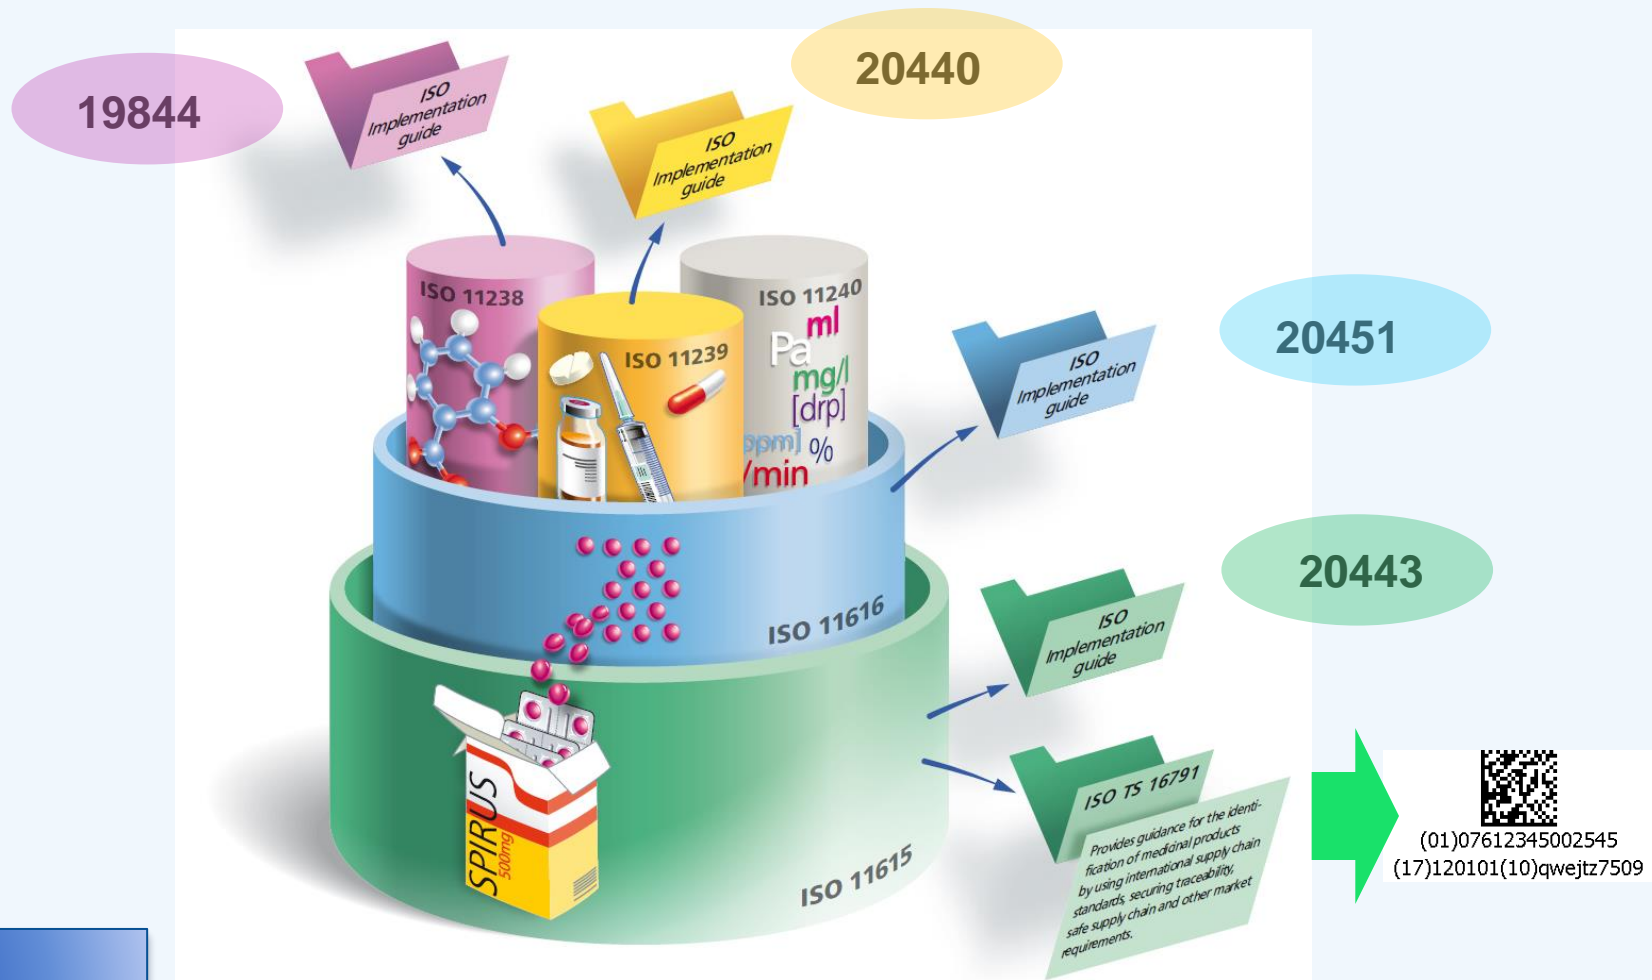 19844
ISO
Implementation
guide
20440
ISO
Implementation
guide
ISO 11238
ISO 11239
ISO 11240
ml
Pa
mg/l
[drp]
ppm]
%
/min
20451
ISO
Implementation
guide
ISO 11616
20443
ISO
Implementation
guide
ISO TS 16791
Provides guidance for the identi-
fication of medicinal products
by using international supply chain
standards, securing traceability,
safe supply chain and other market
requirements.
SPIRUS
500mg
ISO 11615
(01)07612345002545
(17)120101(10)qwejtz7509